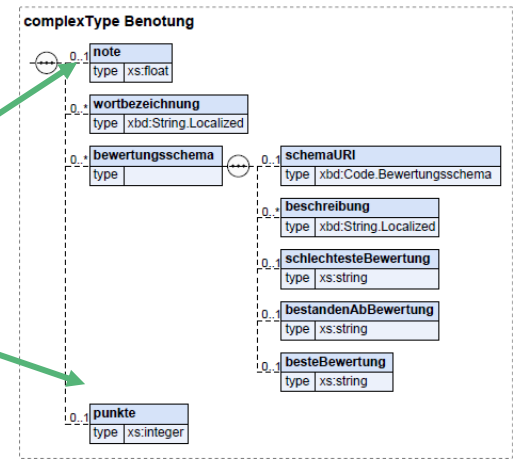 complexType Benotung
0..1 note
type xs:float
0..* wortbezeichnung
type xbd:String.Localized
0..* bewertungsschema
type
0..1 schemaURI
type xbd:Code.Bewertungsschema
0..* beschreibung
type xbd:String.Localized
0..1 schlechtesteBewertung
type xs:string
0..1 bestandenAbBewertung
type xs:string
0..1 besteBewertung
type xs:string
0..1 punkte
type xs:integer